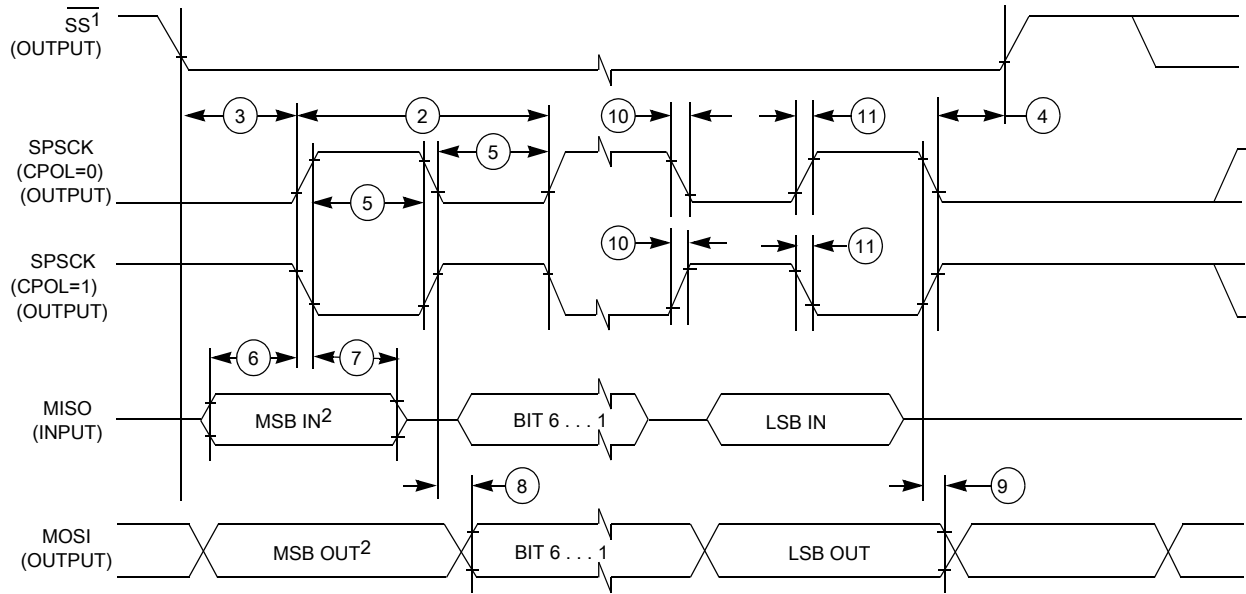 SS1
(OUTPUT)
3
2
10
11
4
SPSCK
(CPOL=0)
(OUTPUT)
5
5
10
11
SPSCK
(CPOL=1)
(OUTPUT)
6
7
MISO
(INPUT)
MSB IN2
BIT 6 . . . 1
LSB IN
8
9
MOSI
(OUTPUT)
MSB OUT2
BIT 6 . . . 1
LSB OUT